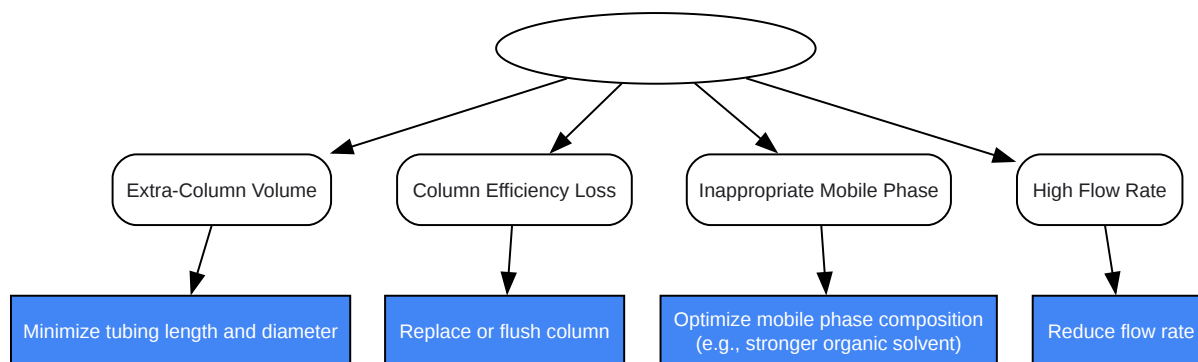 Extra-Column Volume
Column Efficiency Loss
Inappropriate Mobile Phase
High Flow Rate
Minimize tubing length and diameter
Replace or flush column
Optimize mobile phase composition
(e.g., stronger organic solvent)
Reduce flow rate